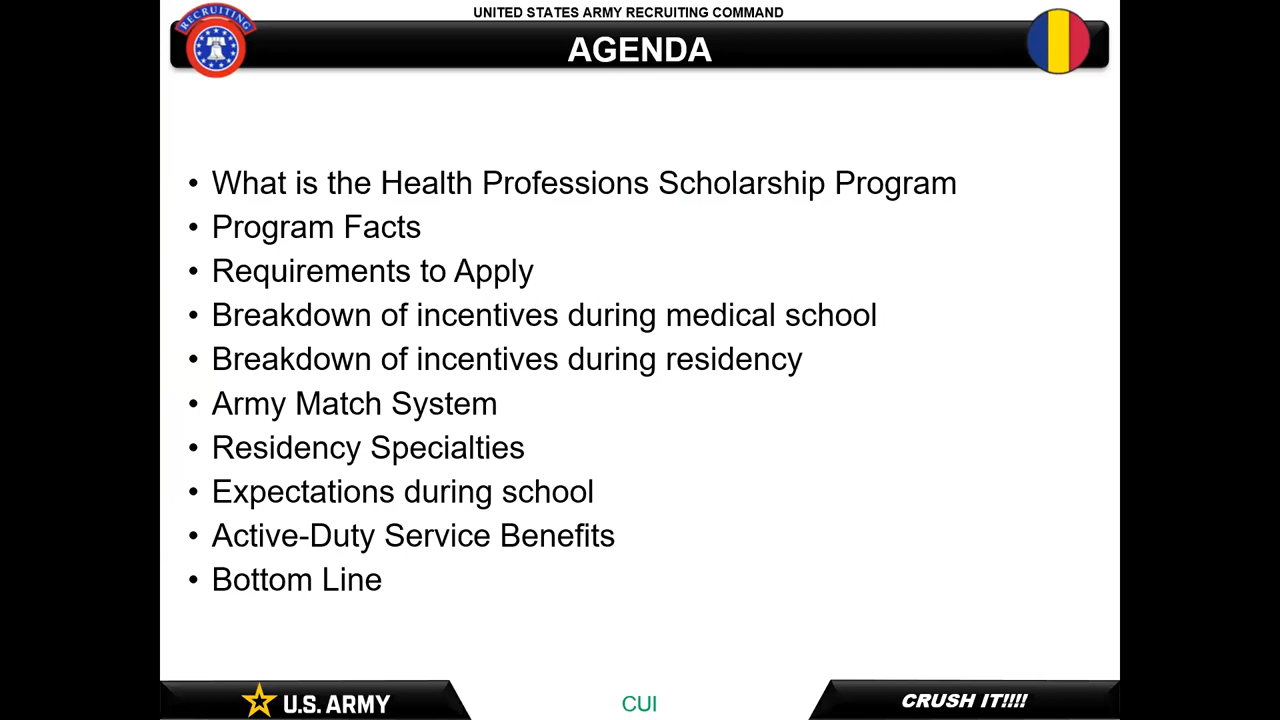 UNITED STATES ARMY RECRUITING COMMAND
RECRUITING
AGENDA
• What is the Health Professions Scholarship Program
• Program Facts
• Requirements to Apply
• Breakdown of incentives during medical school
• Breakdown of incentives during residency
• Army Match System
• Residency Specialties
• Expectations during school
• Active-Duty Service Benefits
• Bottom Line
U.S. ARMY
CUI
CRUSH IT!!!!